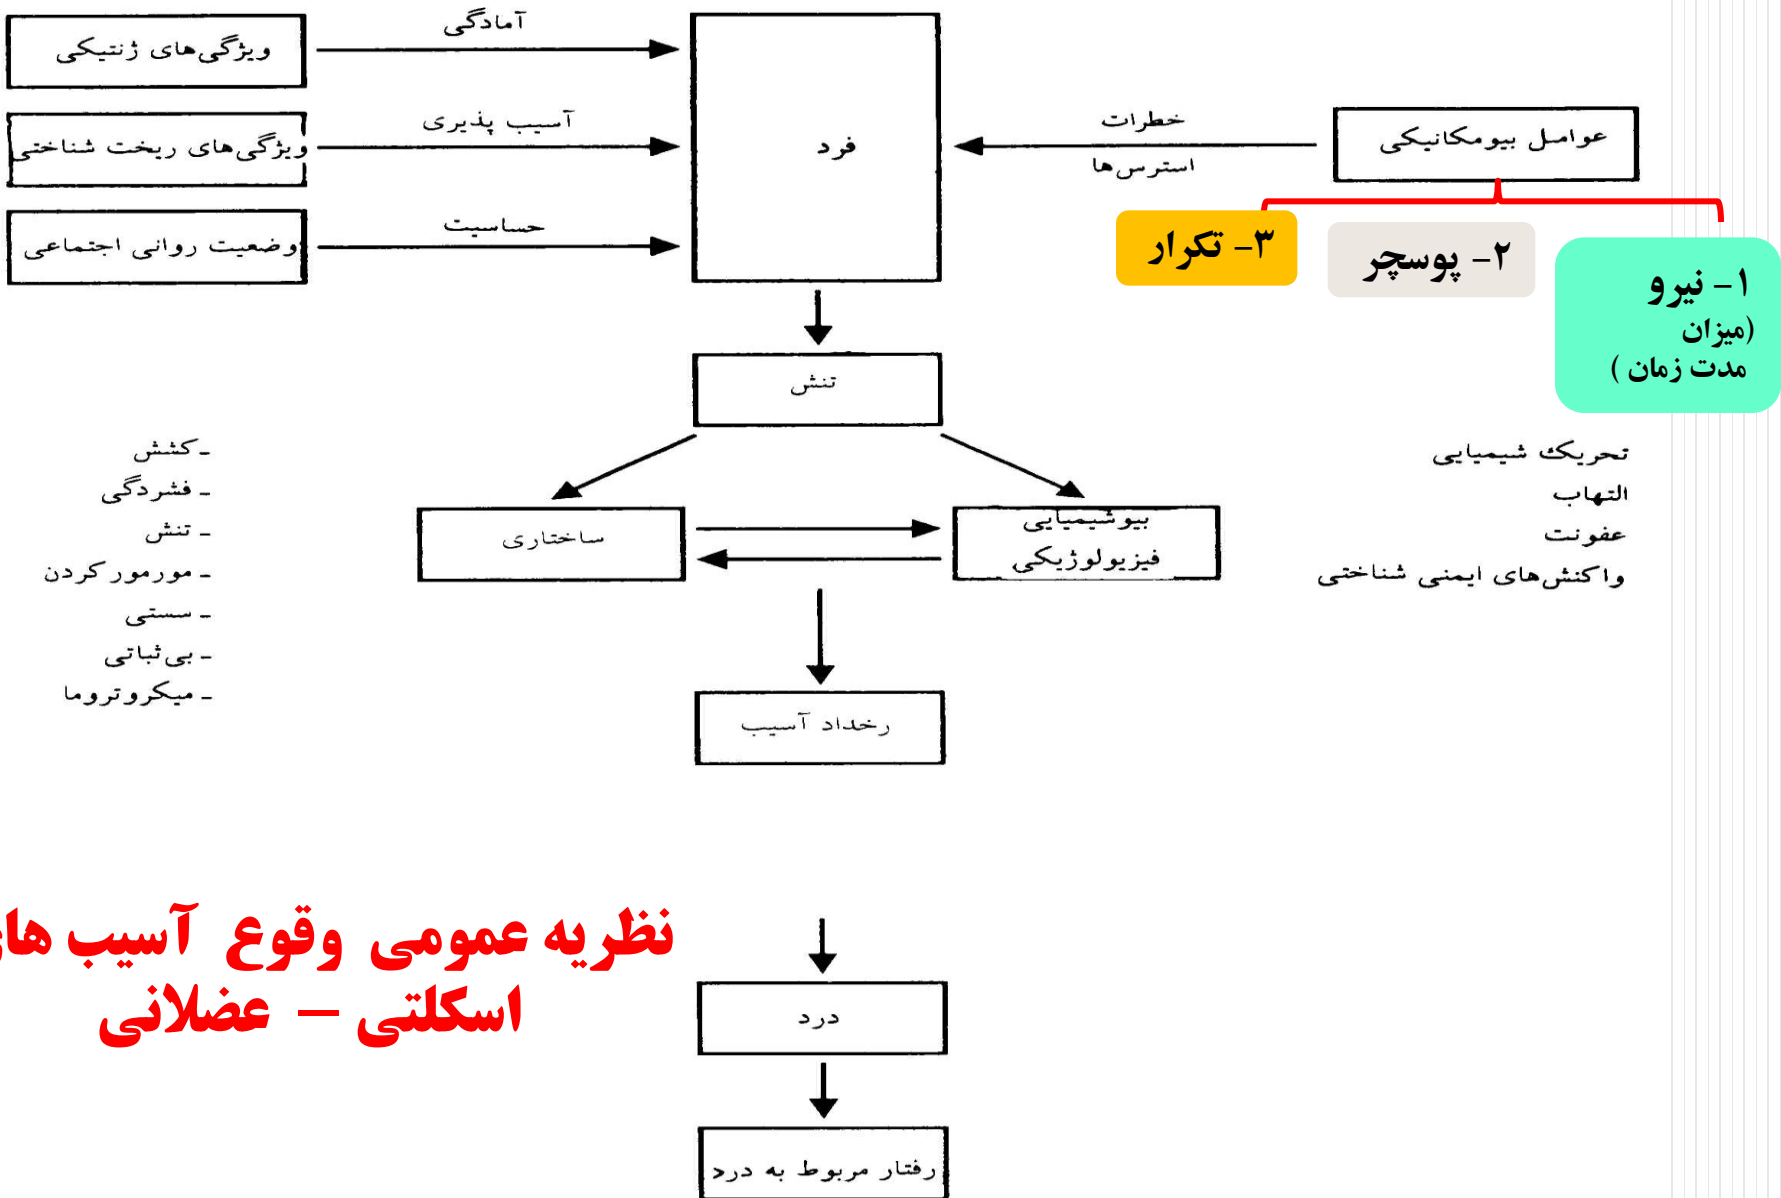 آمادگی
ویژگی‌های ژنتیکی
آسیب پذیری
ویژگی‌های ریخت شناختی
حساسیت
وضعیت روانی اجتماعی
فرد
خطرات
استرس‌ها
عوامل بیومکانیکی
۱- نیرو
(میزان
مدت زمان )
۲- پوسچر
۳- تکرار
تنش
ساختاری
بیوشیمیایی
فیزیولوژیکی
تحریک شیمیایی
التهاب
عفونت
واکنش‌های ایمنی شناختی
- کشش
- فشردگی
- تنش
- مورمور کردن
- سستی
- بی‌ثباتی
- میکروتروما
رخداد آسیب
نظریه عمومی وقوع آسیب های
اسکلتی – عضلانی
درد
رفتار مربوط به درد